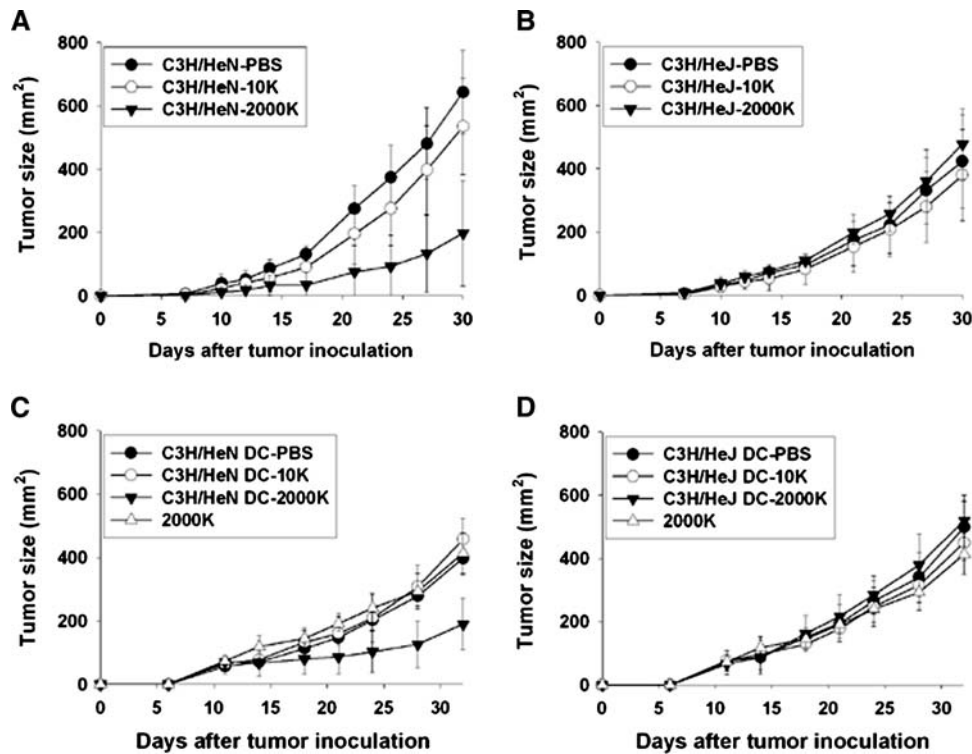 A
800
600
400
200
0
Tumor size (mm²)
C3H/HeN-PBS
C3H/HeN-10K
C3H/HeN-2000K
0 5 10 15 20 25 30
Days after tumor inoculation
B
800
600
400
200
0
Tumor size (mm²)
C3H/HeJ-PBS
C3H/HeJ-10K
C3H/HeJ-2000K
0 5 10 15 20 25 30
Days after tumor inoculation
C
800
600
400
200
0
Tumor size (mm²)
C3H/HeN DC-PBS
C3H/HeN DC-10K
C3H/HeN DC-2000K
2000K
0 5 10 15 20 25 30
Days after tumor inoculation
D
800
600
400
200
0
Tumor size (mm²)
C3H/HeJ DC-PBS
C3H/HeJ DC-10K
C3H/HeJ DC-2000K
2000K
0 5 10 15 20 25 30
Days after tumor inoculation